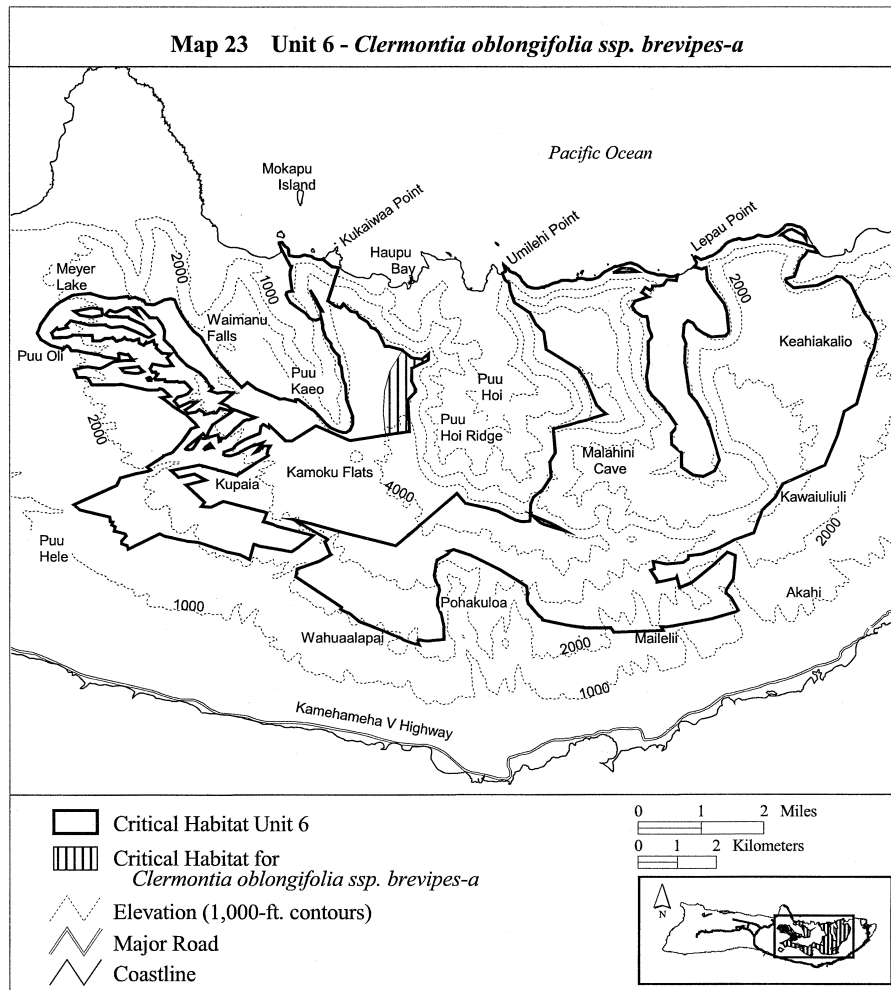 Map 23 Unit 6 - Clermontia oblongifolia ssp. brevipes-a
Pacific Ocean
Mokapu
Island
Kukaiwaa Point
Haupu
Bay
Umilehi Point
Lepau Point
Meyer
Lake
2000
1000
2000
Waimanu
Falls
Keahiakalio
Puu Oli
Puu
Kaeo
Puu
Hoi
2000
Puu
Hoi Ridge
Malahini
Cave
Kupaia
Kamoku Flats
4000
Kawaiuliuli
Puu
Hele
2000
1000
Pohakuloa
Akahi
Wahuaalapai
2000
Mailelii
1000
Kamehameha V Highway
Critical Habitat Unit 6
Critical Habitat for
Clermontia oblongifolia ssp. brevipes-a
Elevation (1,000-ft. contours)
Major Road
Coastline
0 1 2 Miles
0 1 2 Kilometers
N